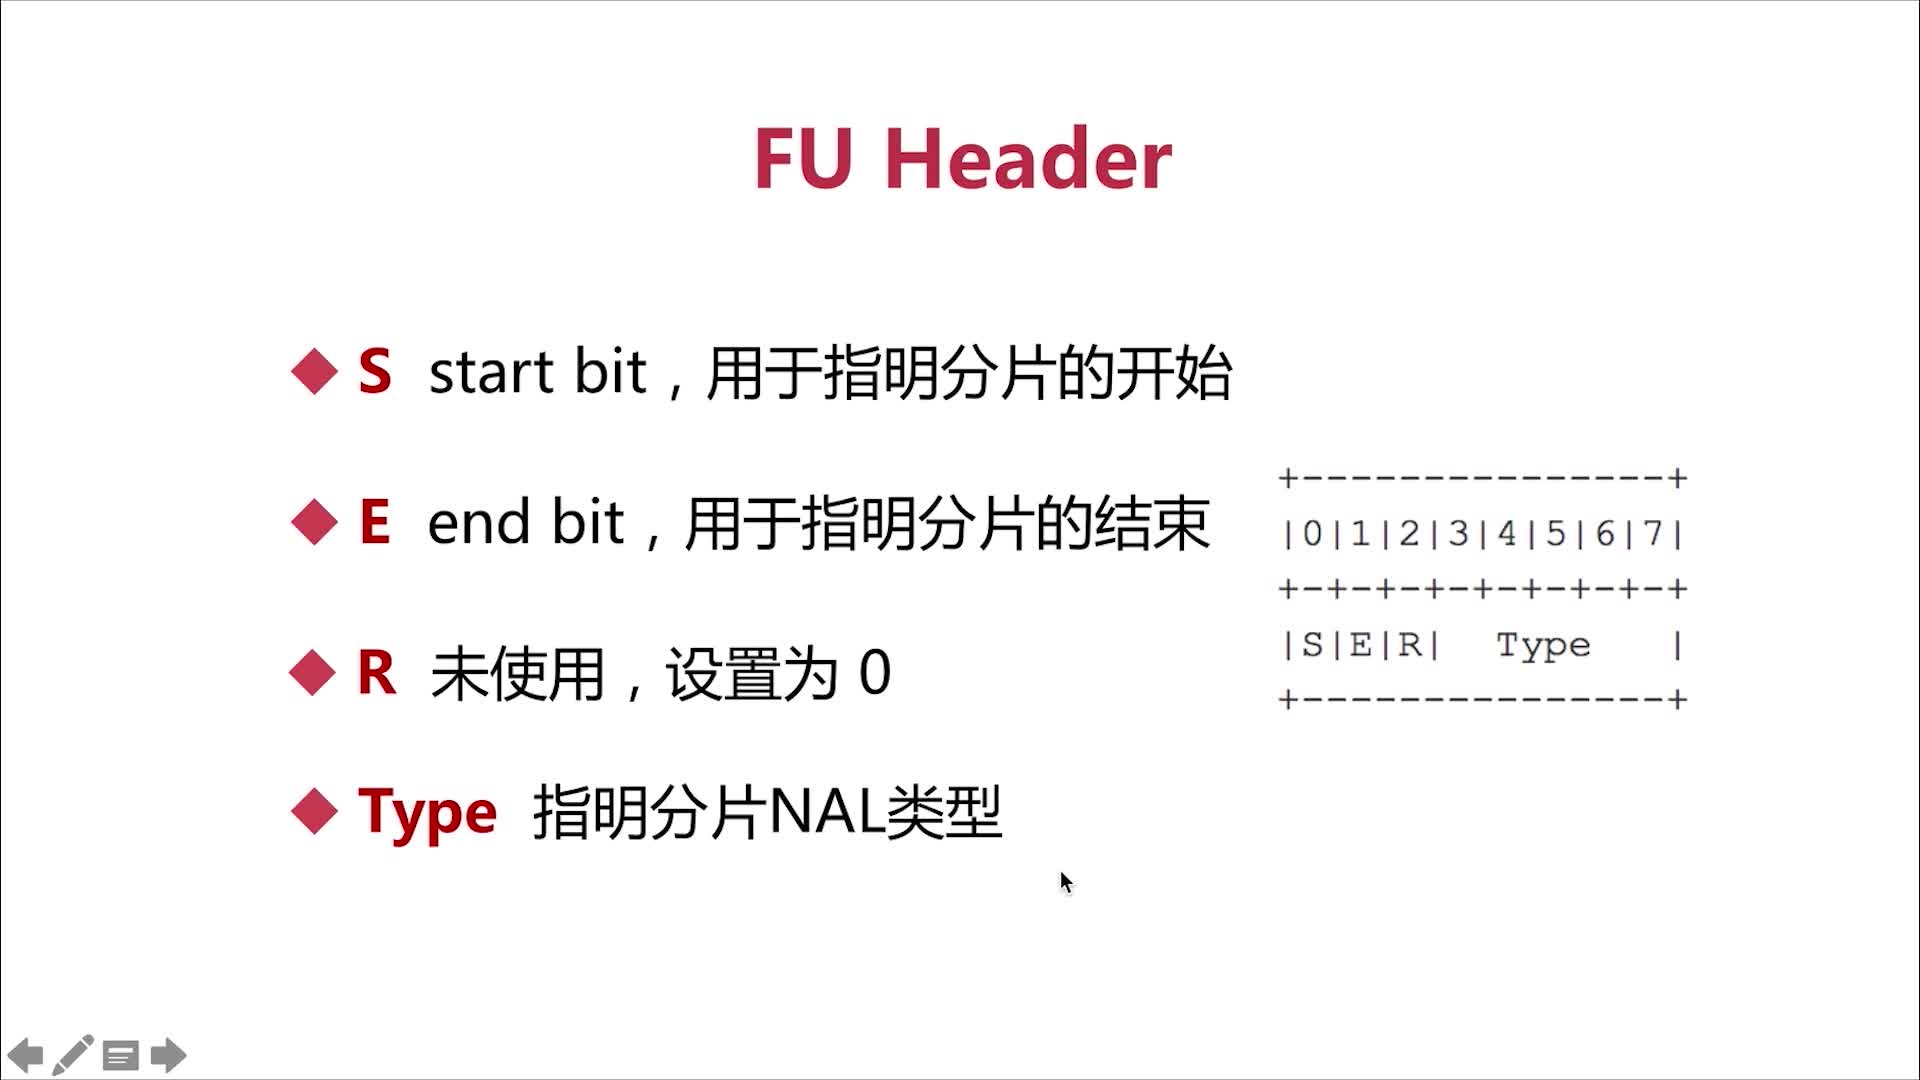 FU Header
S start bit，用于指明分片的开始
E end bit，用于指明分片的结束
R 未使用，设置为 0
Type 指明分片NAL类型
+---------------+
|0|1|2|3|4|5|6|7|
+-+-+-+-+-+-+-+-+
|S|E|R|  Type   |
+---------------+